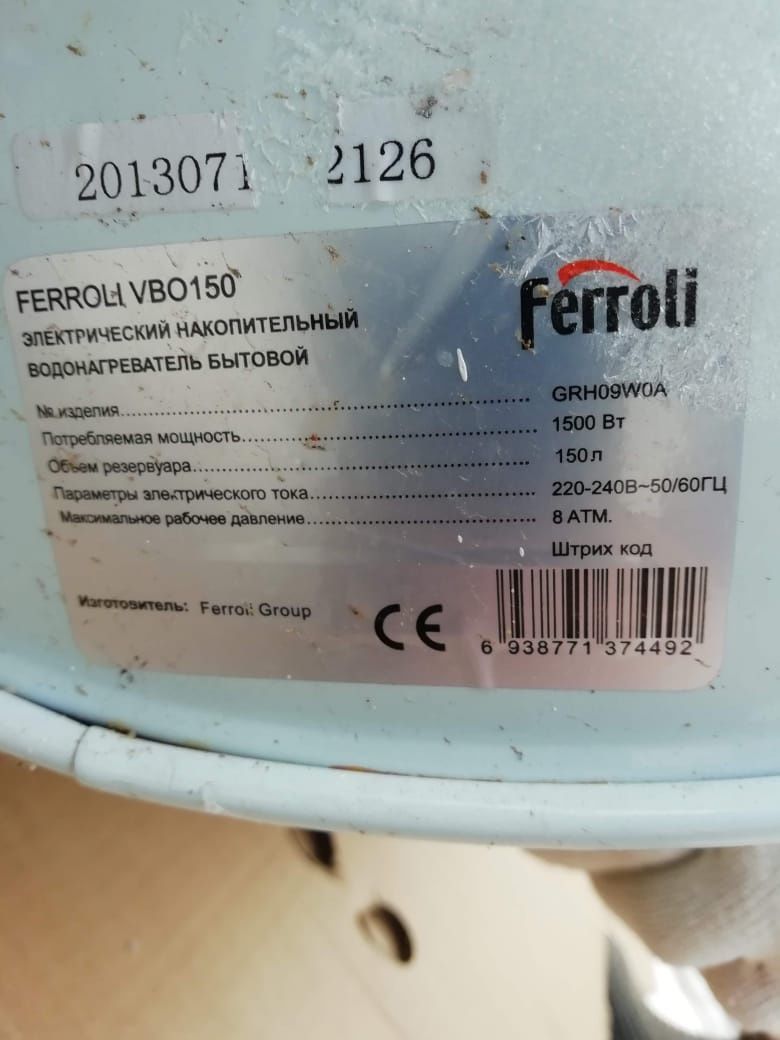 2013071 2126
FERROLI VBO150
Ferroli
ЭЛЕКТРИЧЕСКИЙ НАКОПИТЕЛЬНЫЙ
ВОДОНАГРЕВАТЕЛЬ БЫТОВОЙ
№ изделия.......... GRH09W0A
Потребляемая мощность.......... 1500 Вт
Объем резервуара.......... 150л
Параметры электрического тока.......... 220-240В~50/60ГЦ
Максимальное рабочее давление.......... 8 АТМ.
Штрих код
Изготовитель: Ferroli Group
CE
6 938771 374492